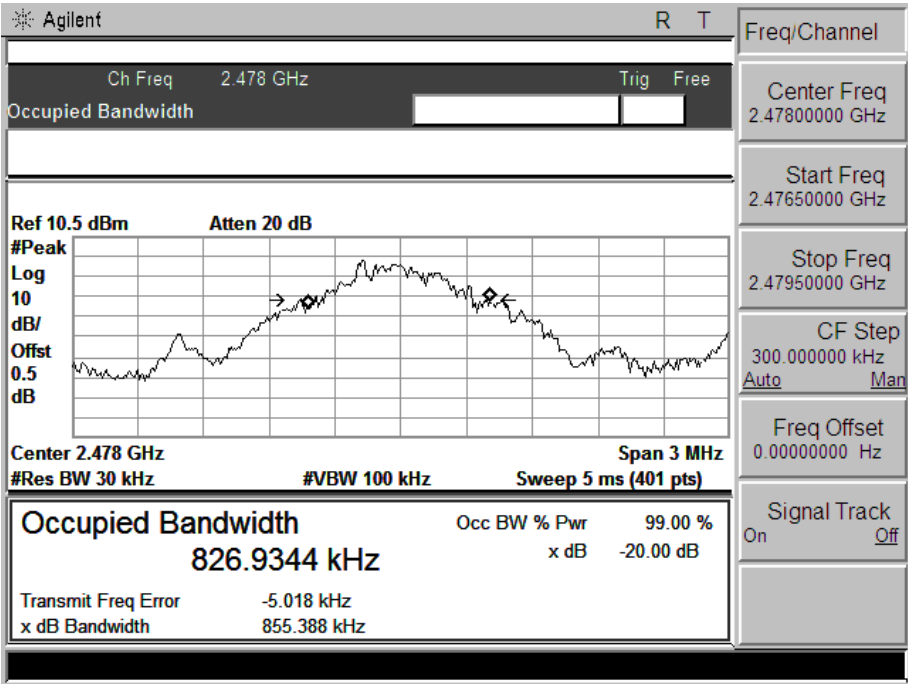 Agilent R T
Ch Freq 2.478 GHz Trig Free
Occupied Bandwidth
Ref 10.5 dBm Atten 20 dB
#Peak
Log
10
dB/
Offst
0.5
dB
Center 2.478 GHz Span 3 MHz
#Res BW 30 kHz #VBW 100 kHz Sweep 5 ms (401 pts)
Occupied Bandwidth Occ BW % Pwr 99.00 %
826.9344 kHz x dB -20.00 dB
Transmit Freq Error -5.018 kHz
x dB Bandwidth 855.388 kHz
Freq/Channel
Center Freq
2.47800000 GHz
Start Freq
2.47650000 GHz
Stop Freq
2.47950000 GHz
CF Step
300.000000 kHz
Auto Man
Freq Offset
0.00000000 Hz
Signal Track
On Off